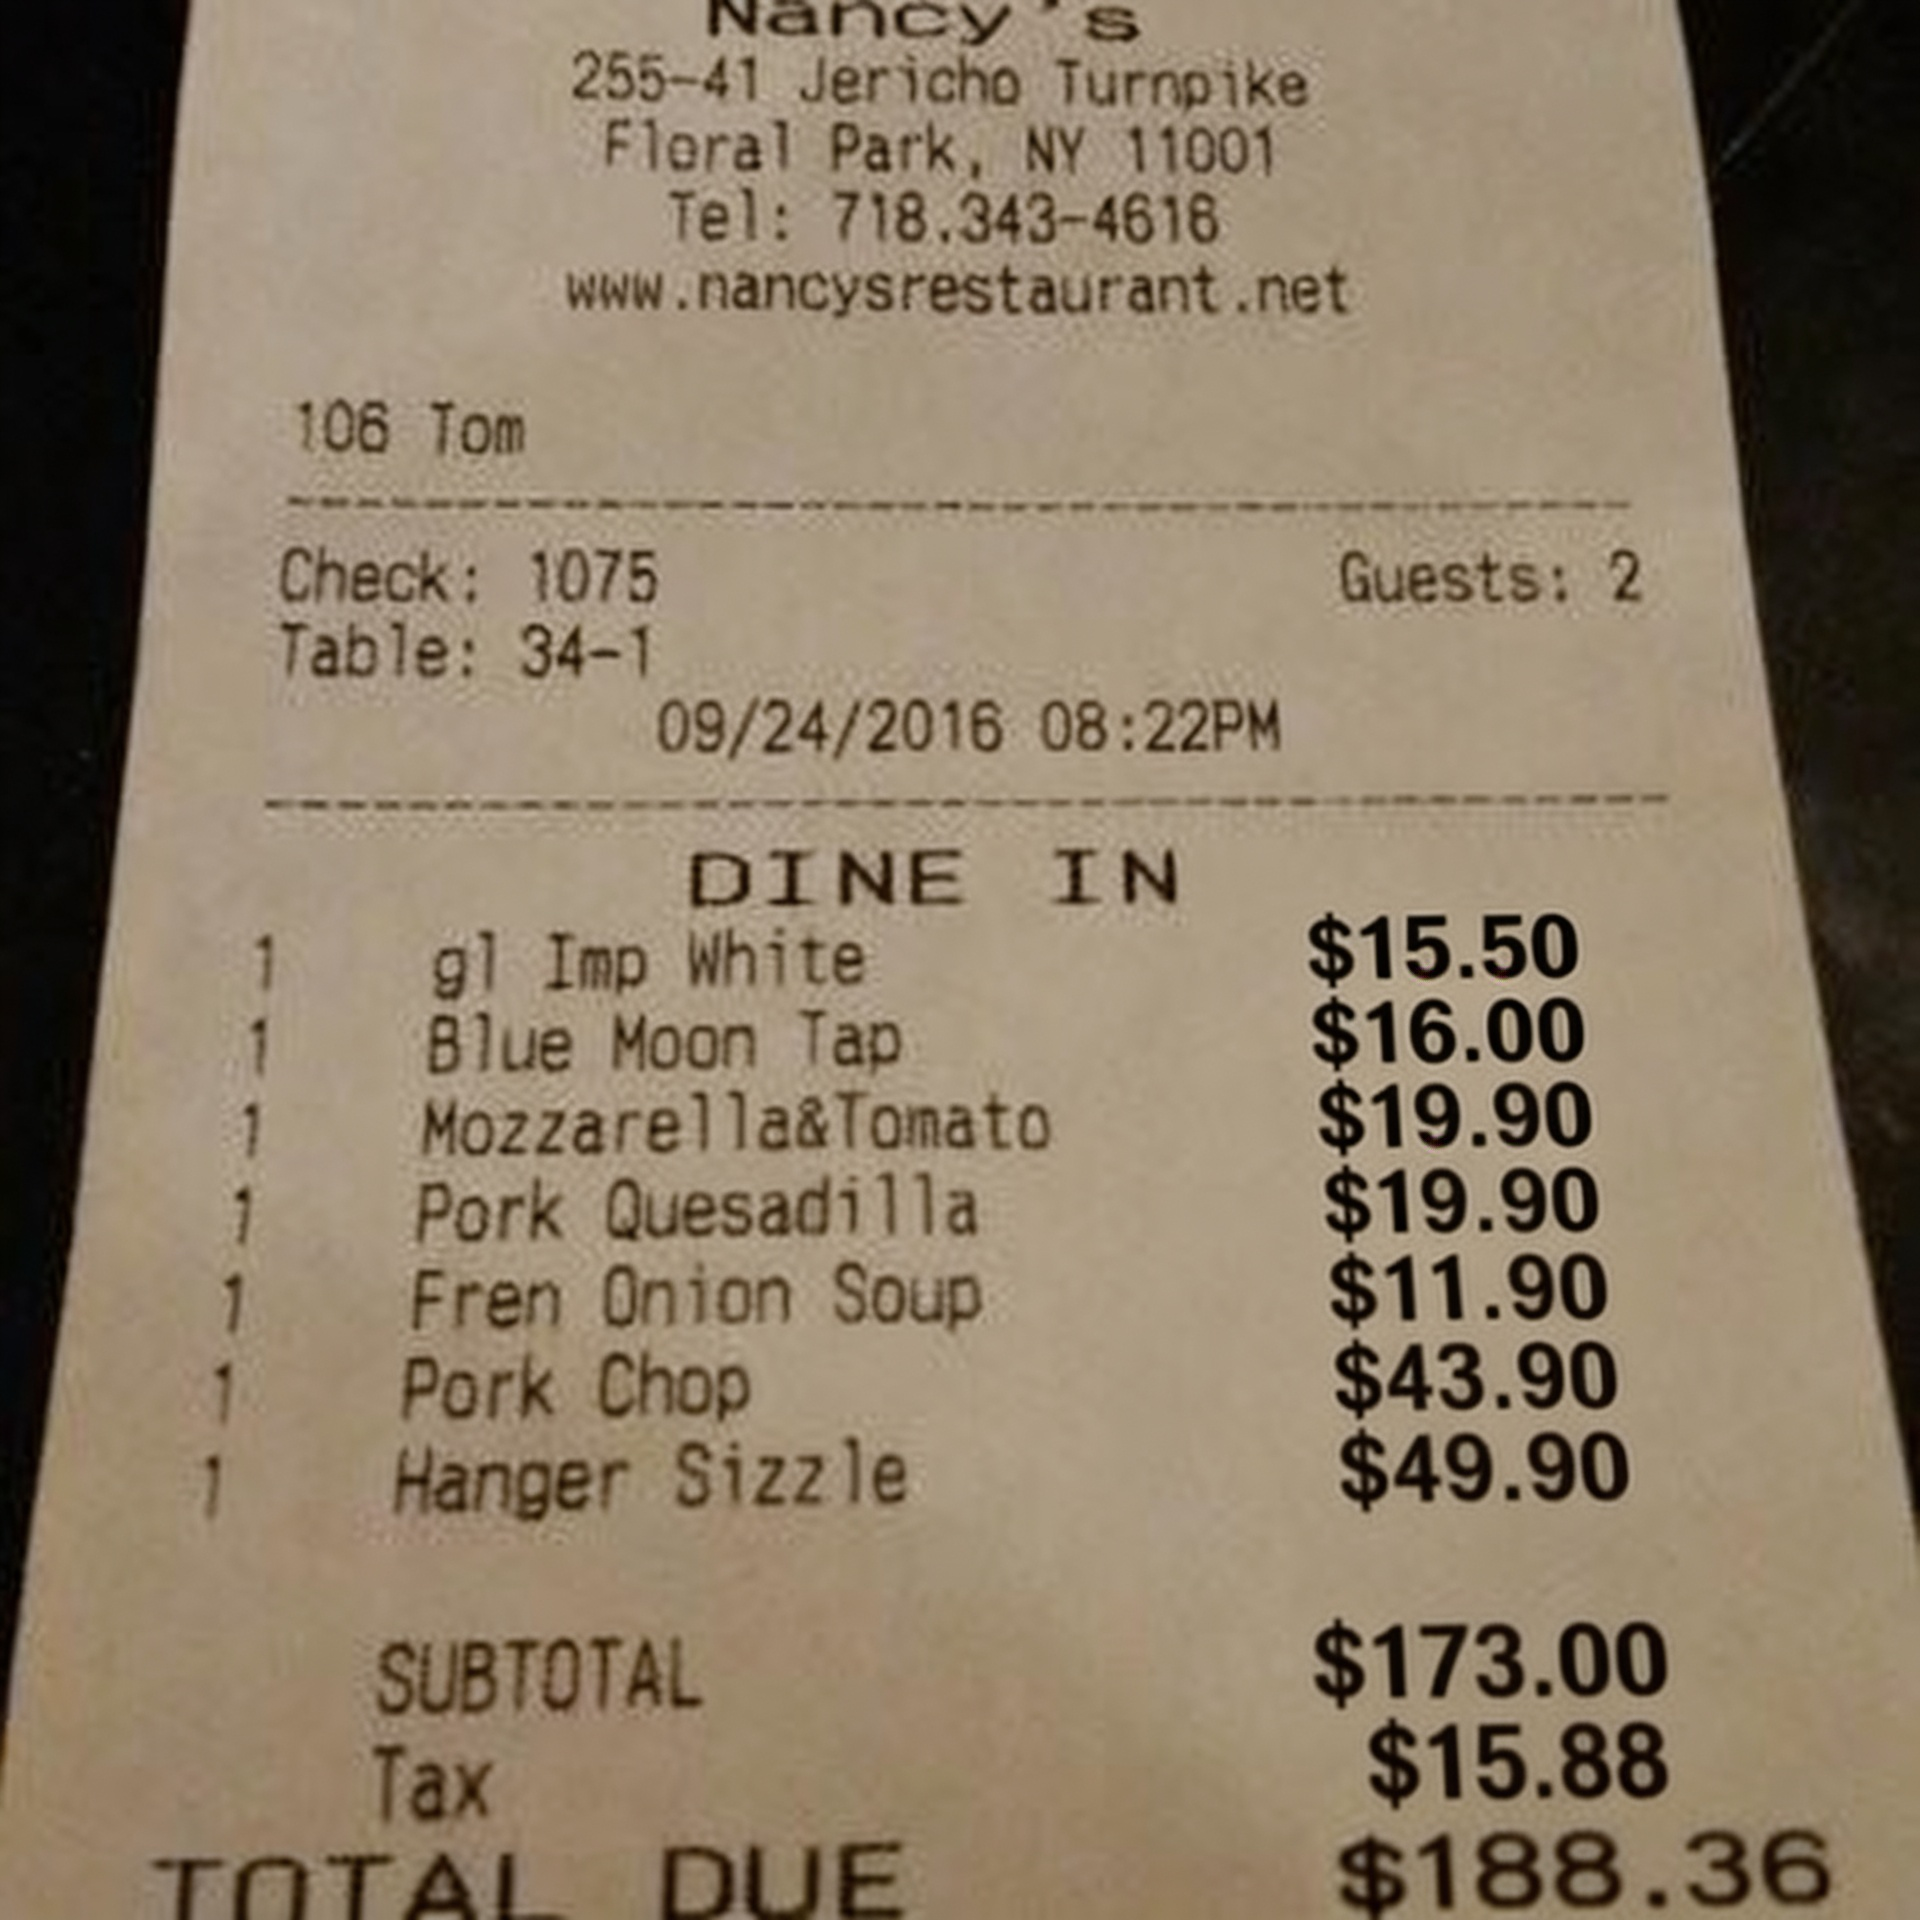 Nancy's
255-41 Jericho Turnpike
Floral Park, NY 11001
Tel: 718.343-4616
www.nancysrestaurant.net
106 Tom
Check: 1075 Guests: 2
Table: 34-1
09/24/2016 08:22PM
DINE IN
1 gl Imp White $15.50
1 Blue Moon Tap $16.00
1 Mozzarella&Tomato $19.90
1 Pork Quesadilla $19.90
1 Fren Onion Soup $11.90
1 Pork Chop $43.90
1 Hanger Sizzle $49.90
SUBTOTAL $173.00
Tax $15.88
TOTAL DUE $188.36